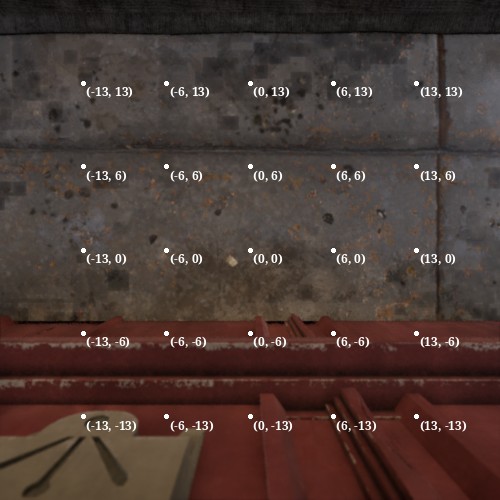 (-13, 13) (-6, 13) (0, 13) (6, 13) (13, 13)
(-13, 6) (-6, 6) (0, 6) (6, 6) (13, 6)
(-13, 0) (-6, 0) (0, 0) (6, 0) (13, 0)
(-13, -6) (-6, -6) (0, -6) (6, -6) (13, -6)
(-13, -13) (-6, -13) (0, -13) (6, -13) (13, -13)